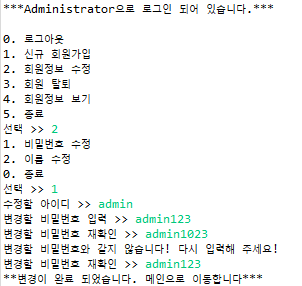 ***Administrator으로 로그인 되어 있습니다.***
0. 로그아웃
1. 신규 회원가입
2. 회원정보 수정
3. 회원 탈퇴
4. 회원정보 보기
5. 종료
선택 >> 2
1. 비밀번호 수정
2. 이름 수정
0. 종료
선택 >> 1
수정할 아이디 >> admin
변경할 비밀번호 입력 >> admin123
변경할 비밀번호 재확인 >> admin1023
변경할 비밀번호와 같지 않습니다! 다시 입력해 주세요!
변경할 비밀번호 재확인 >> admin123
**변경이 완료 되었습니다. 메인으로 이동합니다***